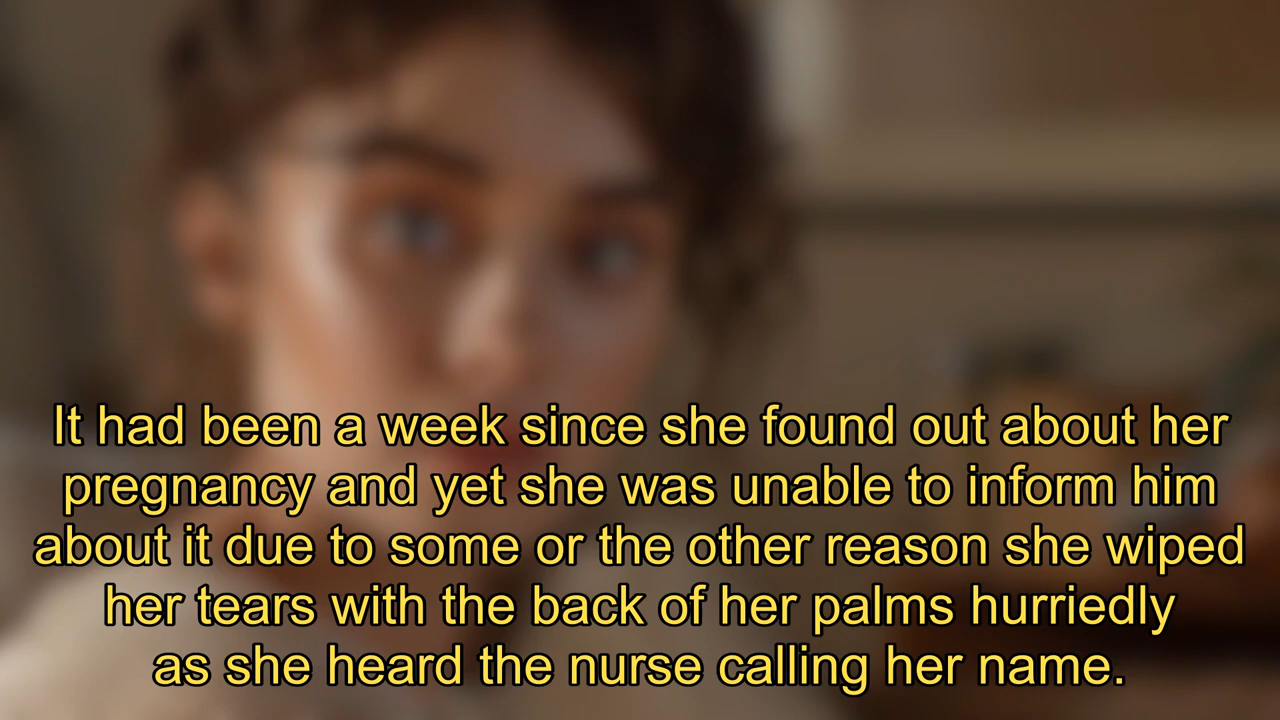 It had been a week since she found out about her
pregnancy and yet she was unable to inform him
about it due to some or the other reason she wiped
her tears with the back of her palms hurriedly
as she heard the nurse calling her name.